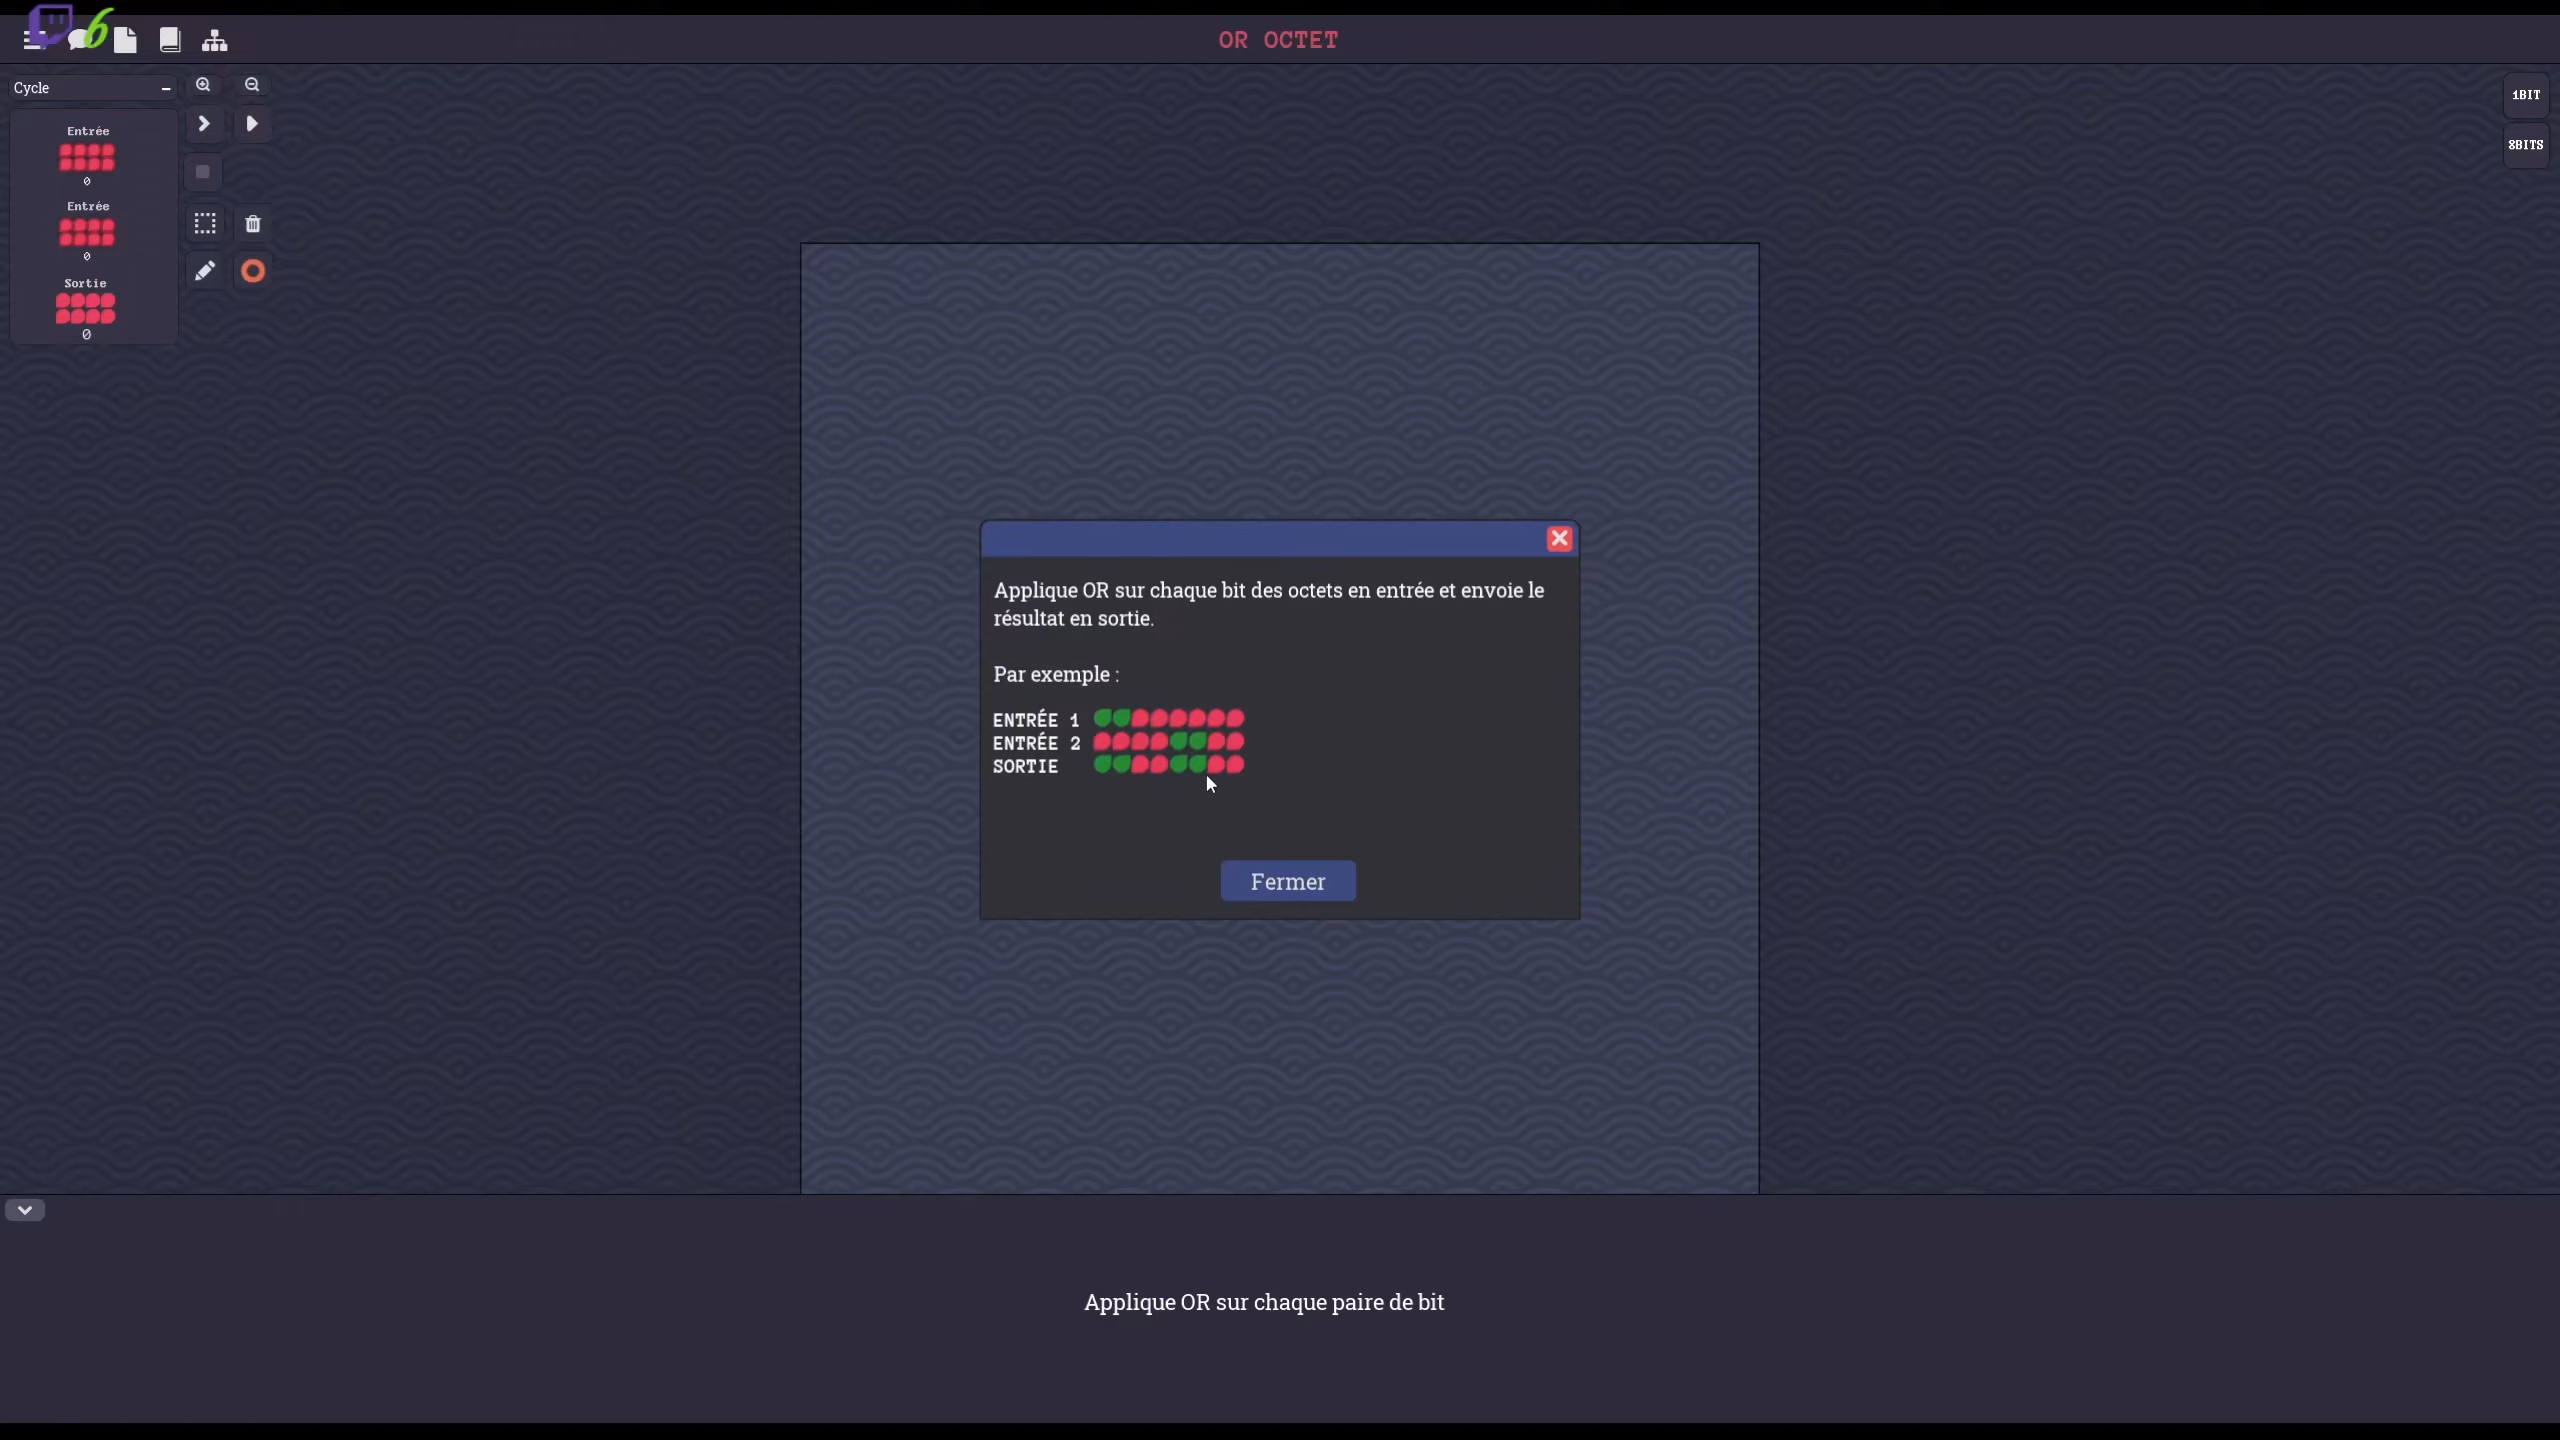 6
OR OCTET
Cycle
Entrée
0
Entrée
0
Sortie
0
1BIT
8BITS
Applique OR sur chaque bit des octets en entrée et envoie le
résultat en sortie.
Par exemple :
ENTRÉE 1
ENTRÉE 2
SORTIE
Fermer
Applique OR sur chaque paire de bit